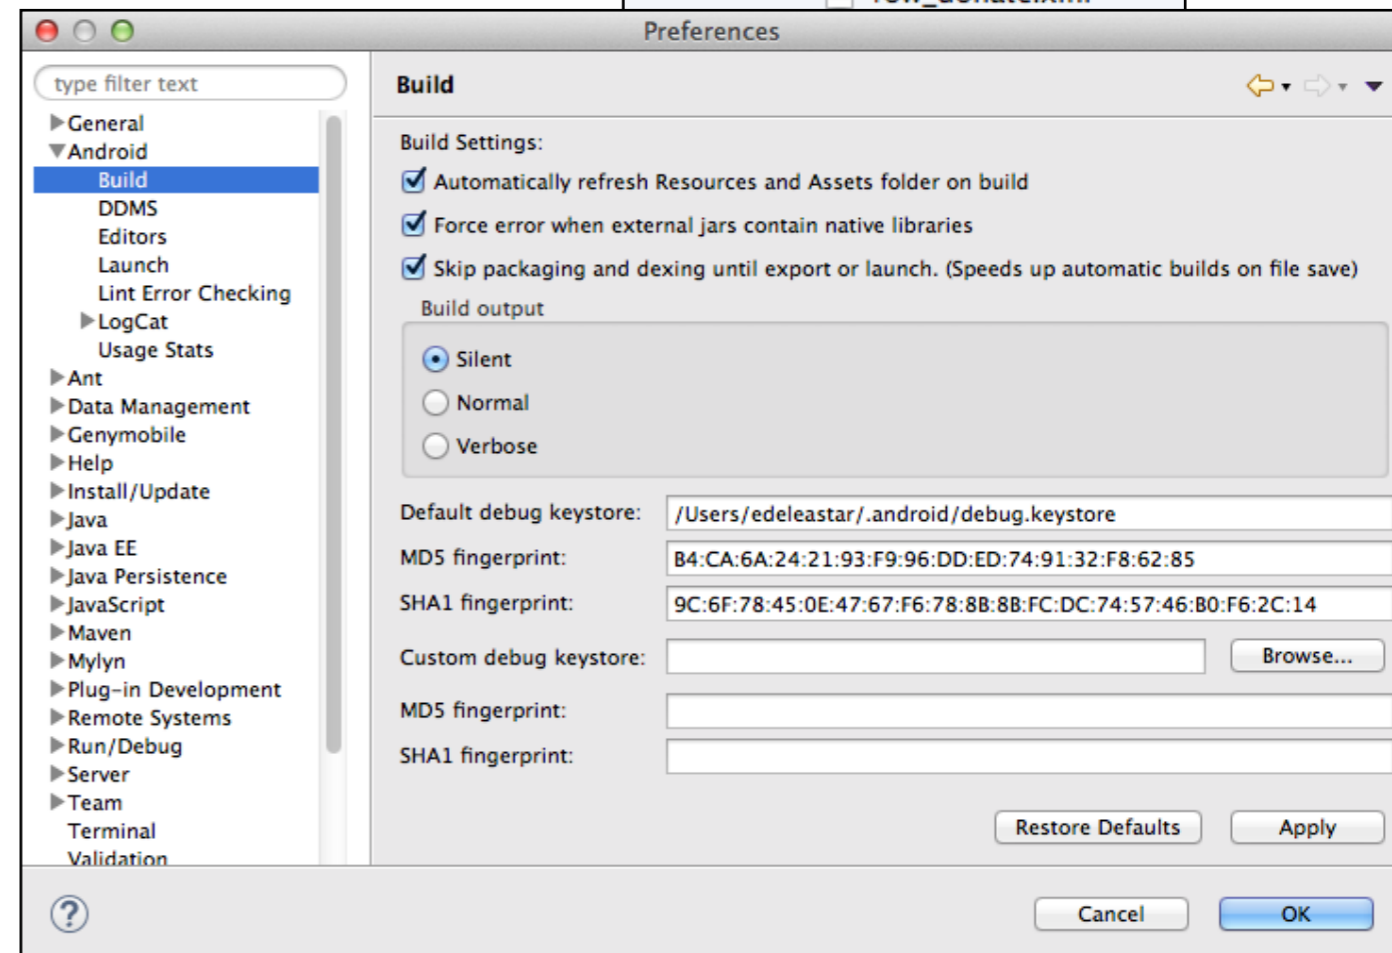 Preferences
type filter text
General
Android
Build
DDMS
Editors
Launch
Lint Error Checking
LogCat
Usage Stats
Ant
Data Management
Genymobile
Help
Install/Update
Java
Java EE
Java Persistence
JavaScript
Maven
Mylyn
Plug-in Development
Remote Systems
Run/Debug
Server
Team
Terminal
Validation
Build
Build Settings:
Automatically refresh Resources and Assets folder on build
Force error when external jars contain native libraries
Skip packaging and dexing until export or launch. (Speeds up automatic builds on file save)
Build output
Silent
Normal
Verbose
Default debug keystore: /Users/edeleastar/.android/debug.keystore
MD5 fingerprint: B4:CA:6A:24:21:93:F9:96:DD:ED:74:91:32:F8:62:85
SHA1 fingerprint: 9C:6F:78:45:0E:47:67:F6:78:8B:8B:FC:DC:74:57:46:B0:F6:2C:14
Custom debug keystore: Browse...
MD5 fingerprint:
SHA1 fingerprint:
Restore Defaults Apply
? Cancel OK